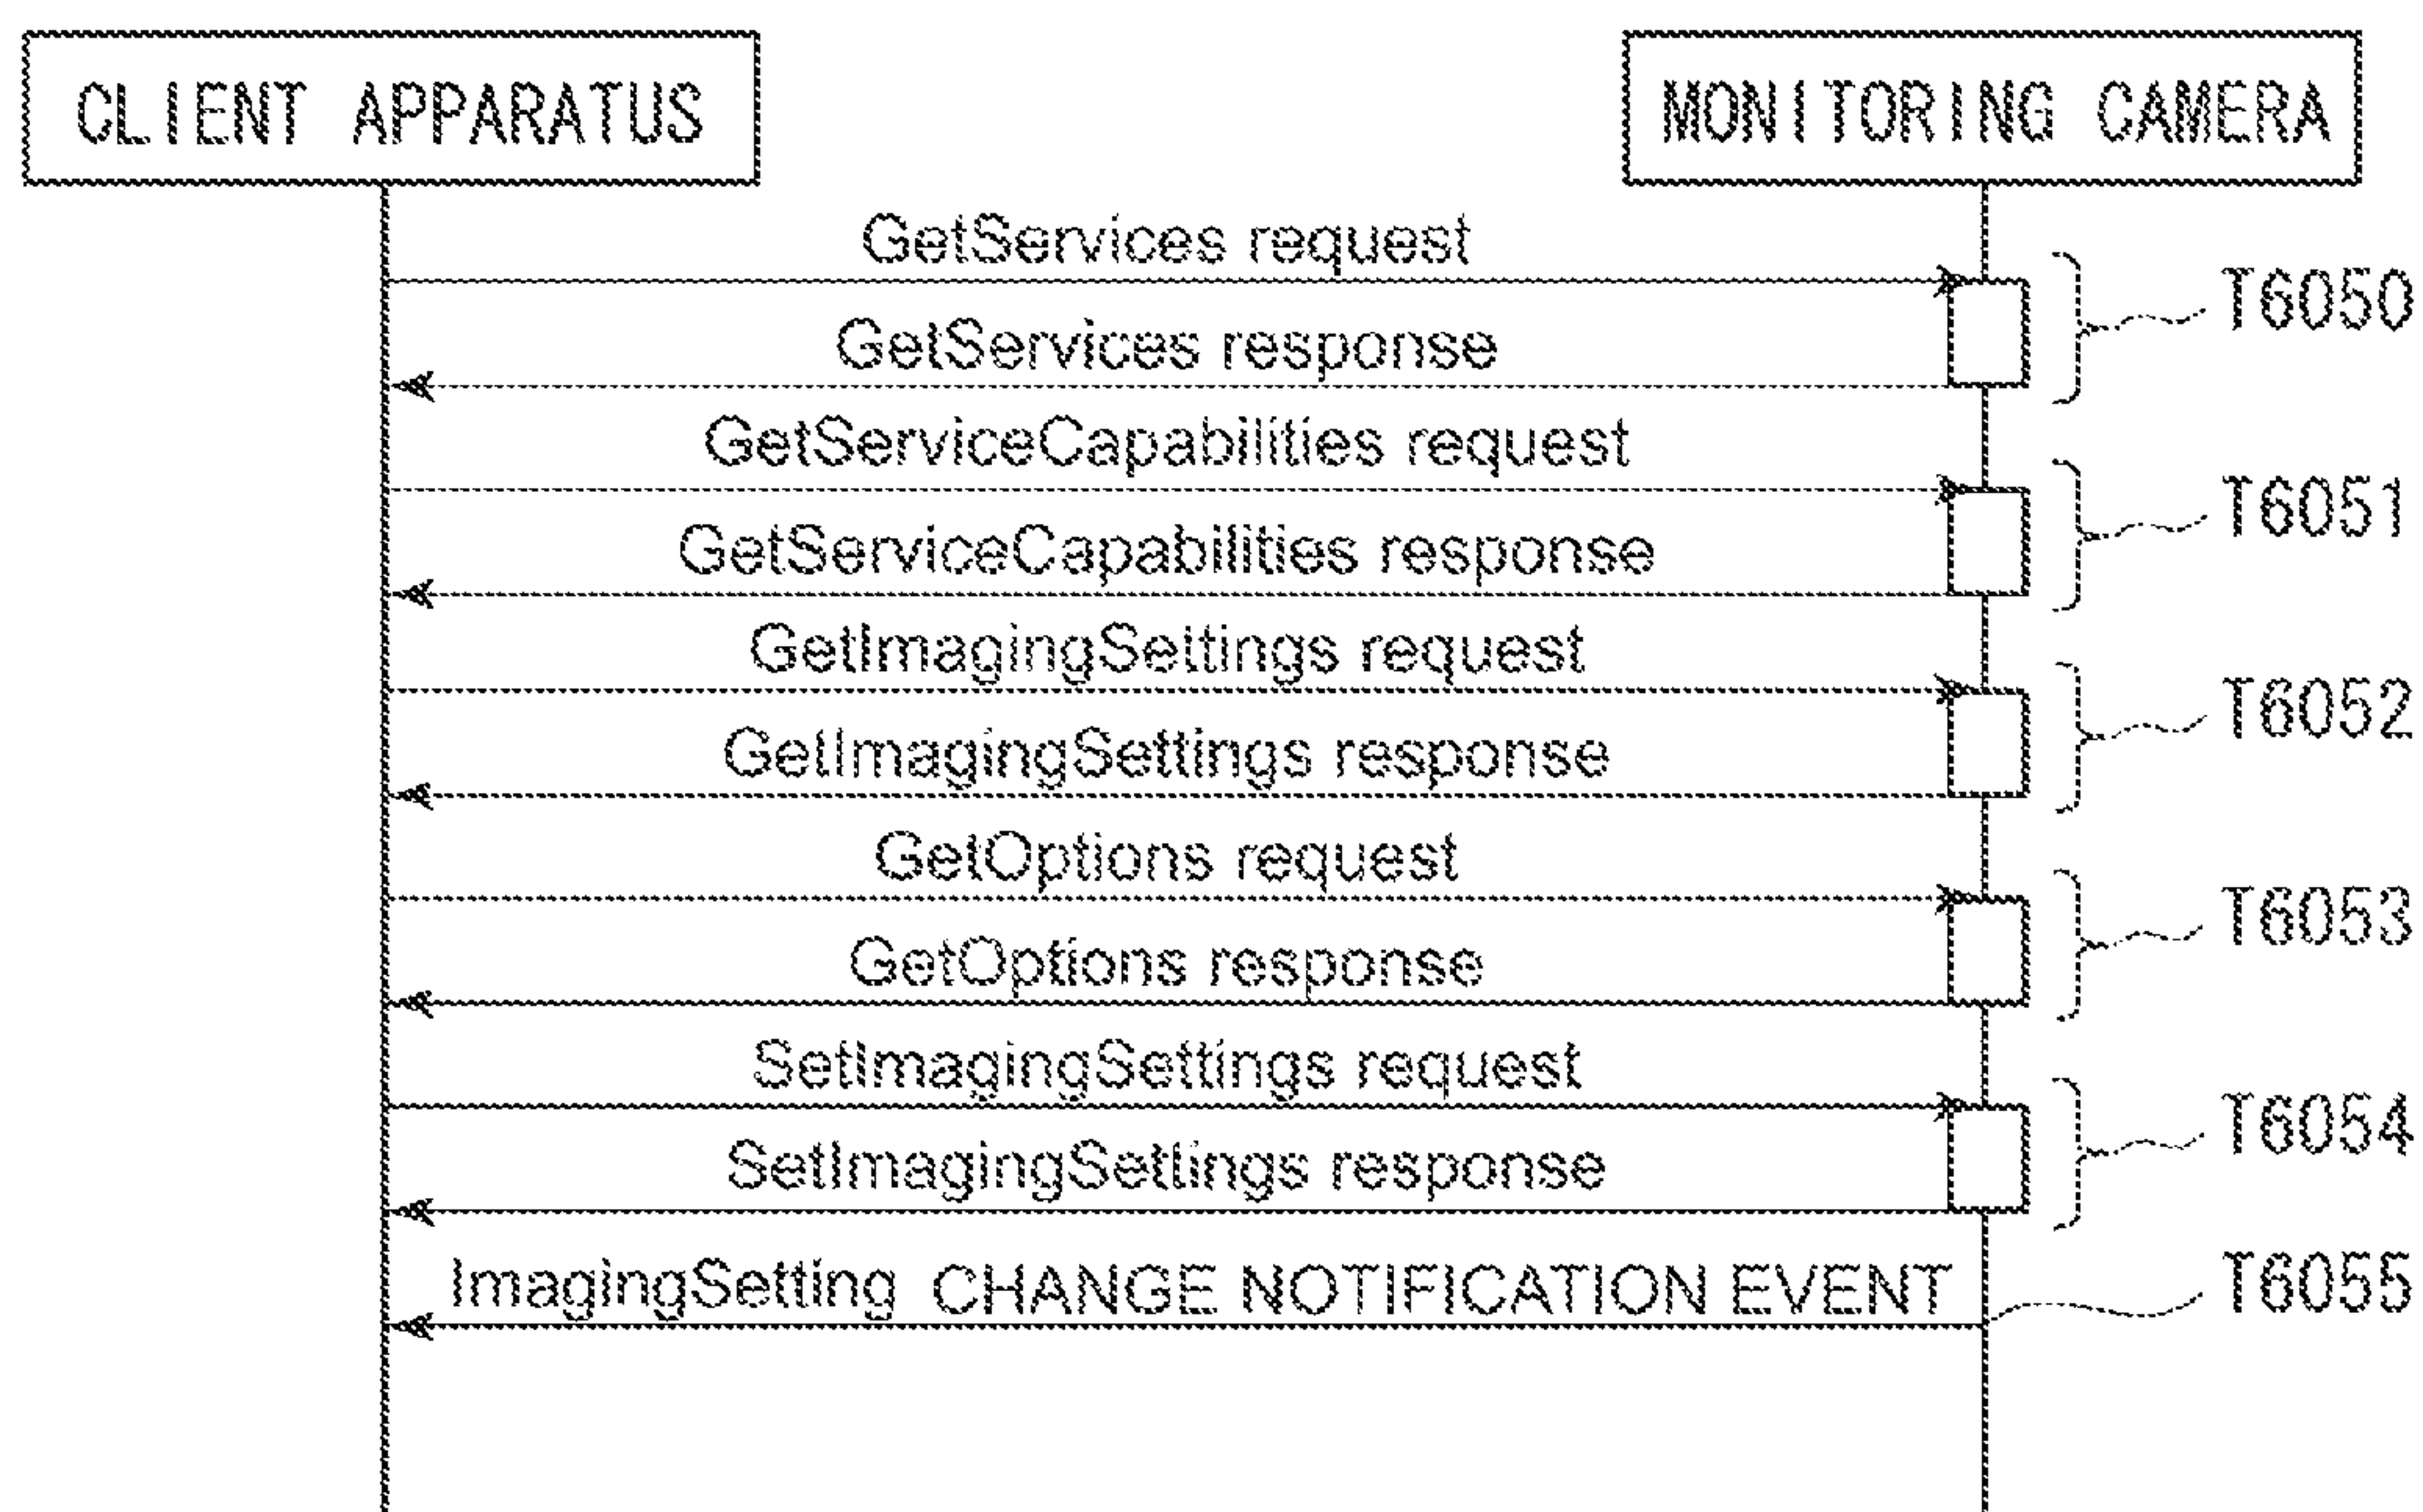 CLIENT APPARATUS
MONITORING CAMERA
GetServices request
T6050
GetServices response
GetServiceCapabilities request
T6051
GetServiceCapabilities response
GetImagingSettings request
T6052
GetImagingSettings response
GetOptions request
T6053
GetOptions response
SetImagingSettings request
T6054
SetImagingSettings response
ImagingSetting CHANGE NOTIFICATION EVENT
T6055